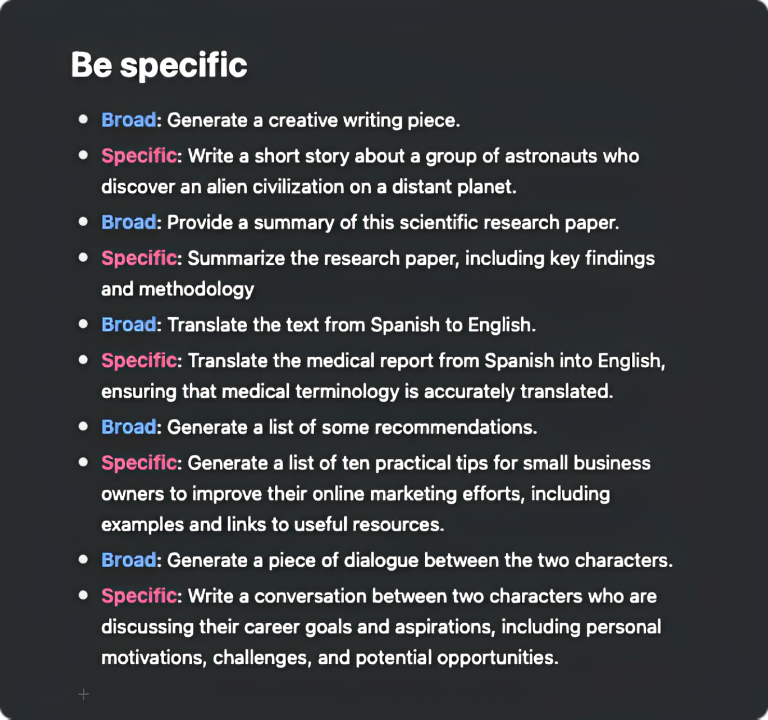 Be specific
• Broad: Generate a creative writing piece.
• Specific: Write a short story about a group of astronauts who
discover an alien civilization on a distant planet.
• Broad: Provide a summary of this scientific research paper.
• Specific: Summarize the research paper, including key findings
and methodology
• Broad: Translate the text from Spanish to English.
• Specific: Translate the medical report from Spanish into English,
ensuring that medical terminology is accurately translated.
• Broad: Generate a list of some recommendations.
• Specific: Generate a list of ten practical tips for small business
owners to improve their online marketing efforts, including
examples and links to useful resources.
• Broad: Generate a piece of dialogue between the two characters.
• Specific: Write a conversation between two characters who are
discussing their career goals and aspirations, including personal
motivations, challenges, and potential opportunities.
+